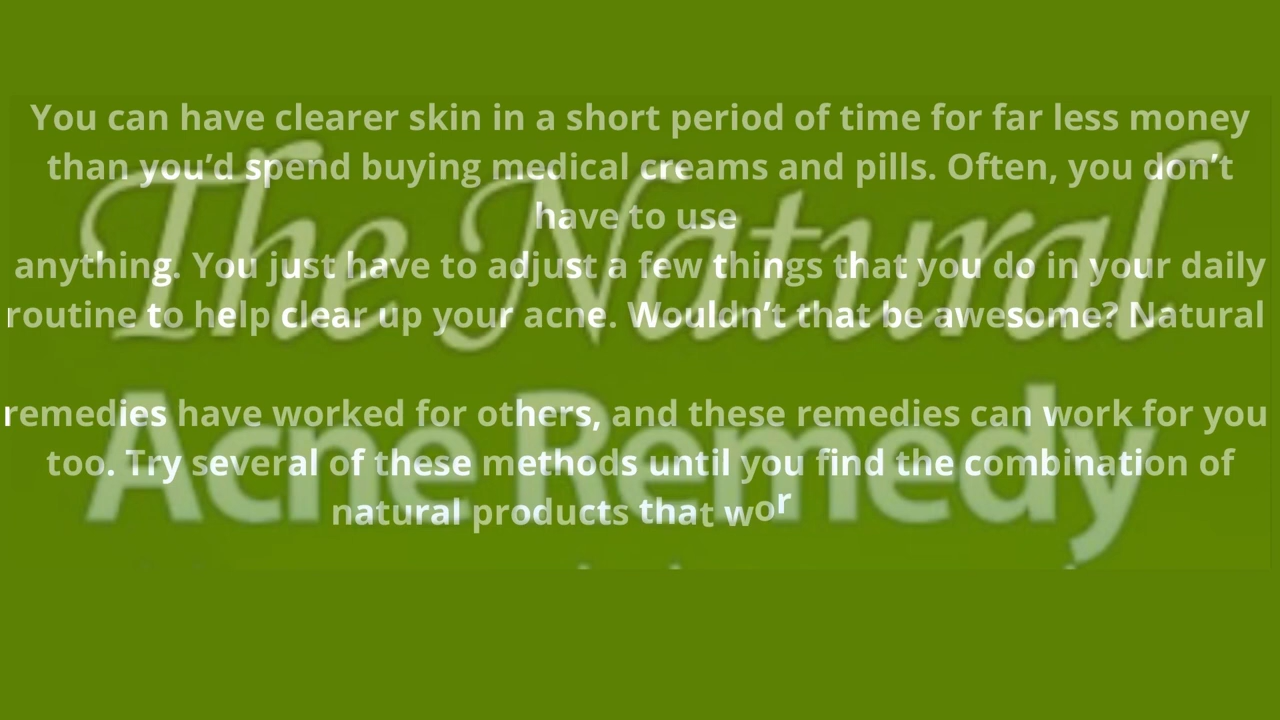 You can have clearer skin in a short period of time for far less money
than you’d spend buying medical creams and pills. Often, you don’t
have to use
anything. You just have to adjust a few things that you do in your daily
routine to help clear up your acne. Wouldn’t that be awesome? Natural
remedies have worked for others, and these remedies can work for you
too. Try several of these methods until you find the combination of
natural products that wor
The Natural
Acne Remedy